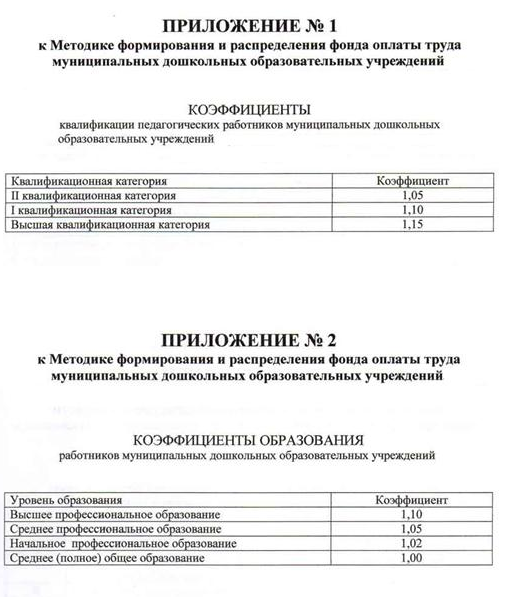 ПРИЛОЖЕНИЕ № 1
к Методике формирования и распределения фонда оплаты труда
муниципальных дошкольных образовательных учреждений
КОЭФФИЦИЕНТЫ
квалификации педагогических работников муниципальных дошкольных
образовательных учреждений
Квалификационная категория Коэффициент
II квалификационная категория 1,05
I квалификационная категория 1,10
Высшая квалификационная категория 1,15
ПРИЛОЖЕНИЕ № 2
к Методике формирования и распределения фонда оплаты труда
муниципальных дошкольных образовательных учреждений
КОЭФФИЦИЕНТЫ ОБРАЗОВАНИЯ
работников муниципальных дошкольных образовательных учреждений
Уровень образования Коэффициент
Высшее профессиональное образование 1,10
Среднее профессиональное образование 1,05
Начальное профессиональное образование 1,02
Среднее (полное) общее образование 1,00